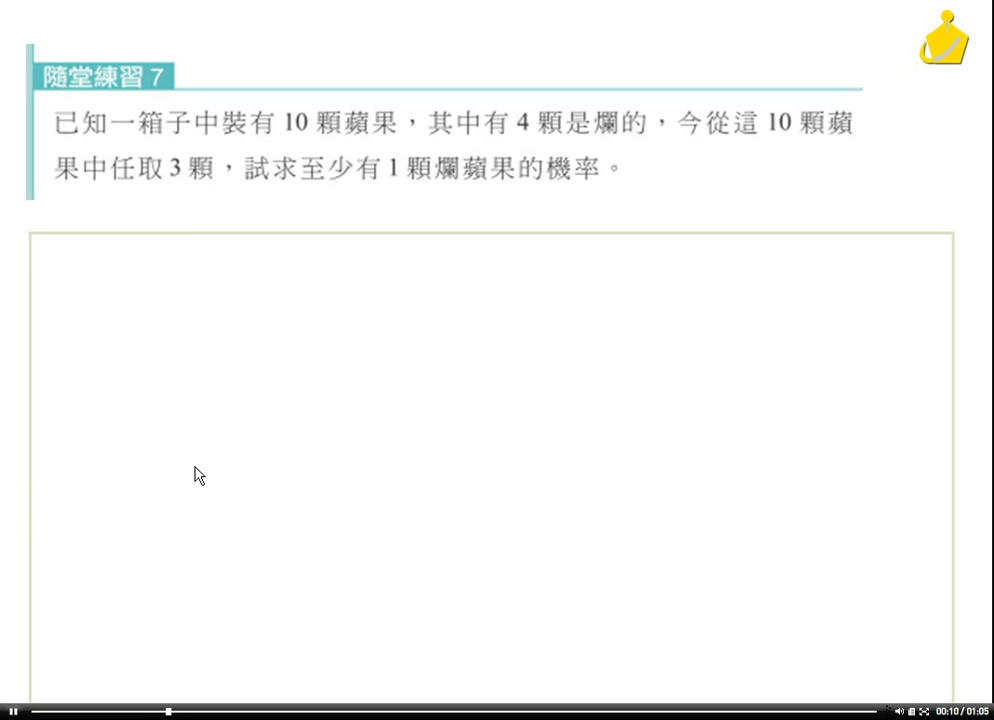 隨堂練習 7
已知一箱子中裝有 10 顆蘋果，其中有 4 顆是爛的，今從這 10 顆蘋
果中任取 3 顆，試求至少有 1 顆爛蘋果的機率。
00:10 / 01:05